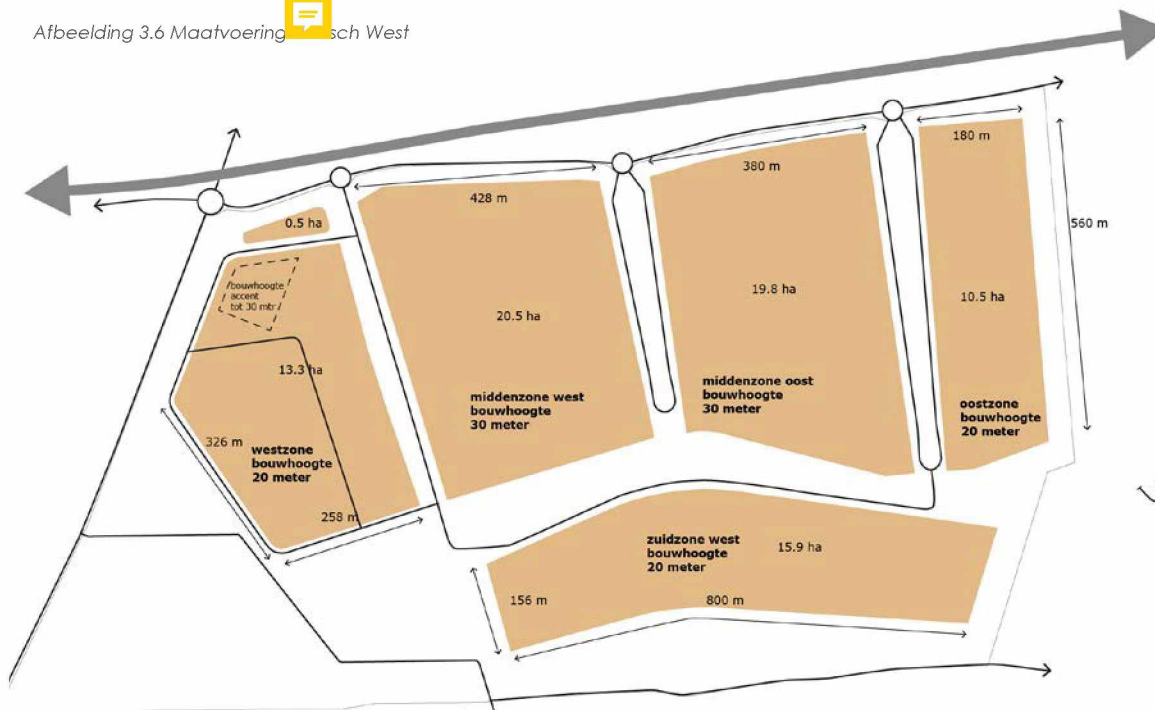 Afbeelding 3.6 Maatvoering sch West
180 m
380 m
428 m
560 m
0.5 ha
bouwhoogte
accent
tot 30 mtr
19.8 ha
10.5 ha
20.5 ha
13.3 ha
middenzone west
bouwhoogte
30 meter
middenzone oost
bouwhoogte
30 meter
oostzone
bouwhoogte
20 meter
326 m
westzone
bouwhoogte
20 meter
258 m
zuidzone west
bouwhoogte
20 meter
15.9 ha
156 m
800 m